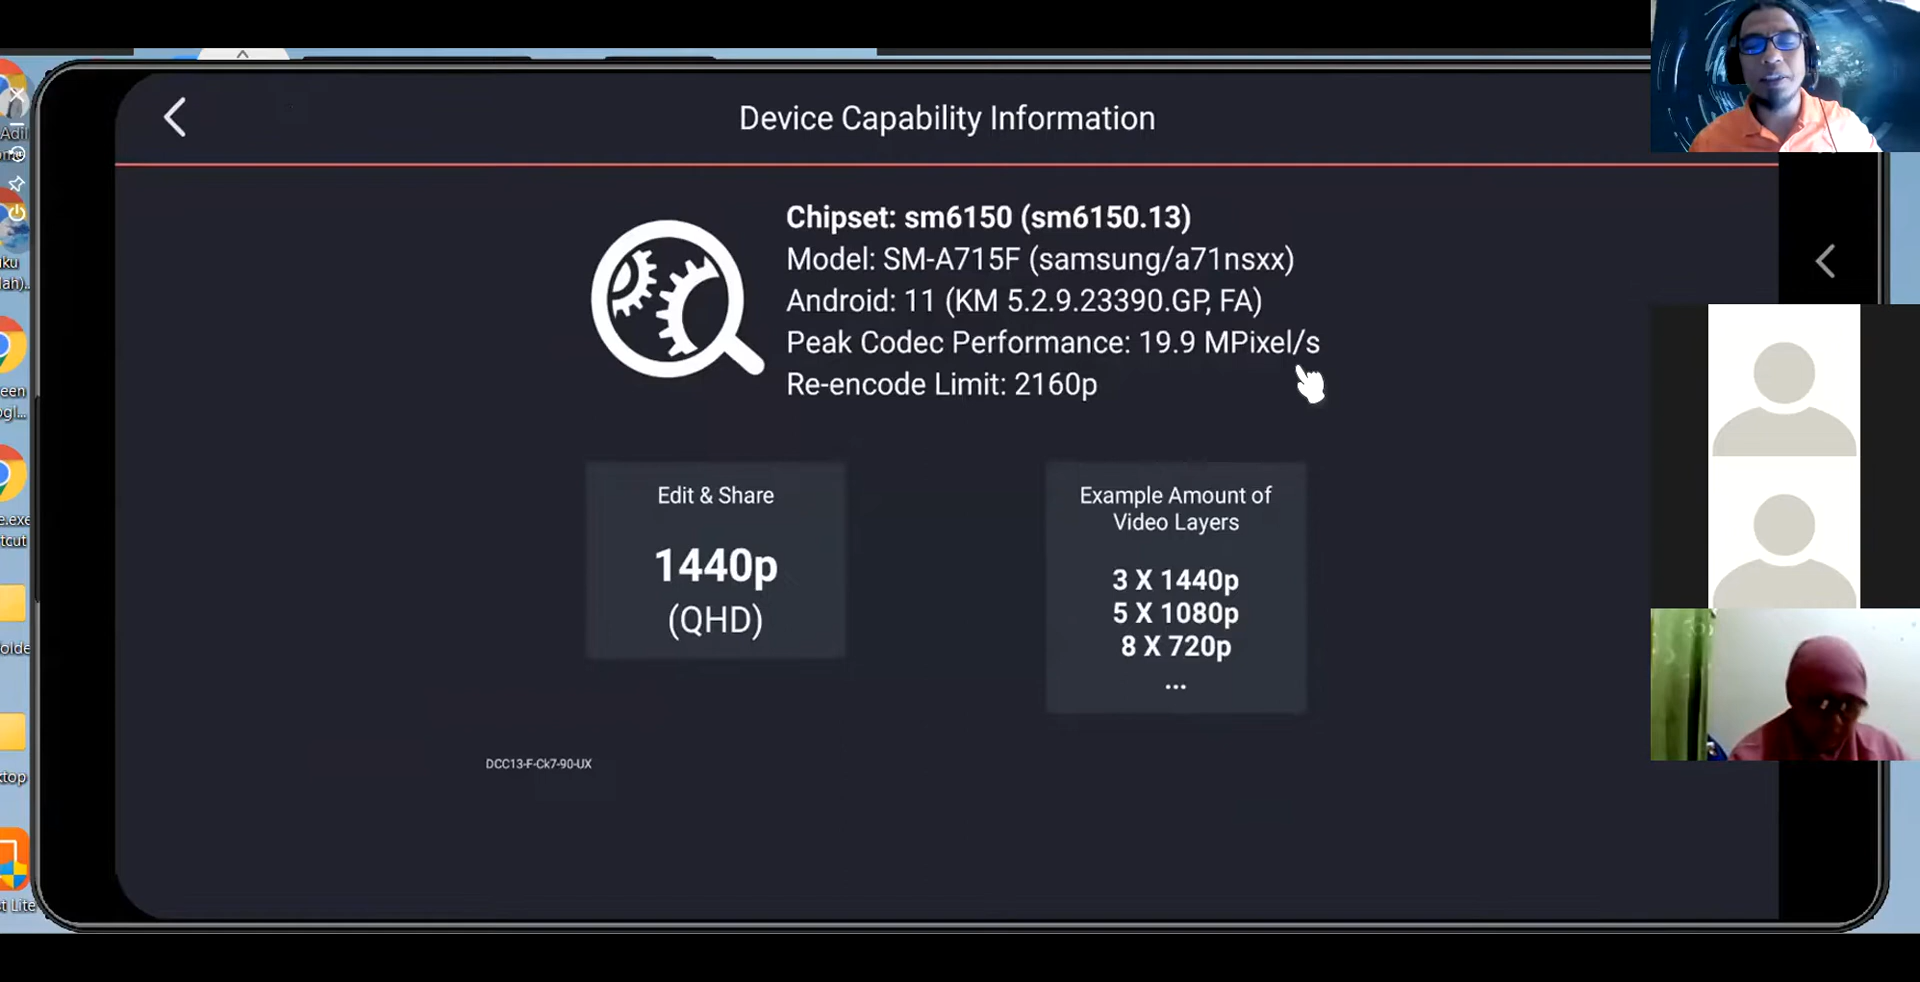 Device Capability Information
Chipset: sm6150 (sm6150.13)
Model: SM-A715F (samsung/a71nsxx)
Android: 11 (KM 5.2.9.23390.GP, FA)
Peak Codec Performance: 19.9 MPixel/s
Re-encode Limit: 2160p
Edit & Share
1440p
(QHD)
Example Amount of
Video Layers
3 X 1440p
5 X 1080p
8 X 720p
...
DCC13-F-Ck7-90-UX